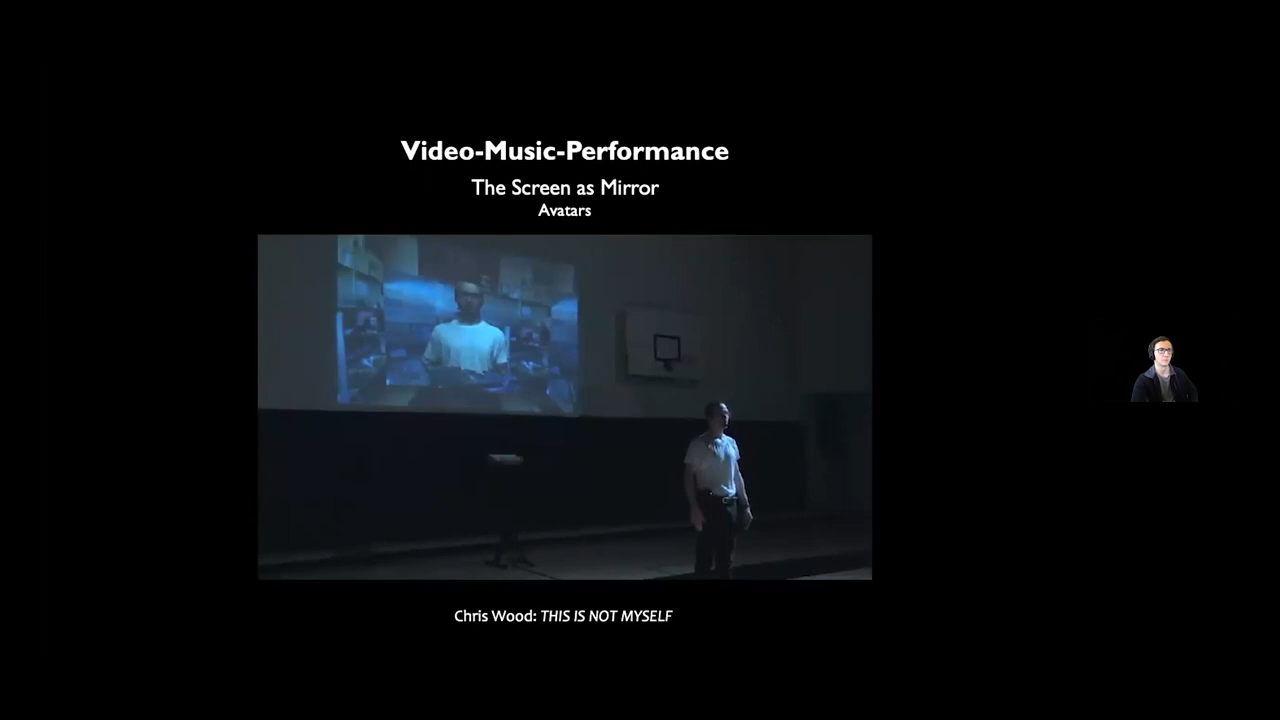 Video-Music-Performance
The Screen as Mirror
Avatars
Chris Wood: THIS IS NOT MYSELF